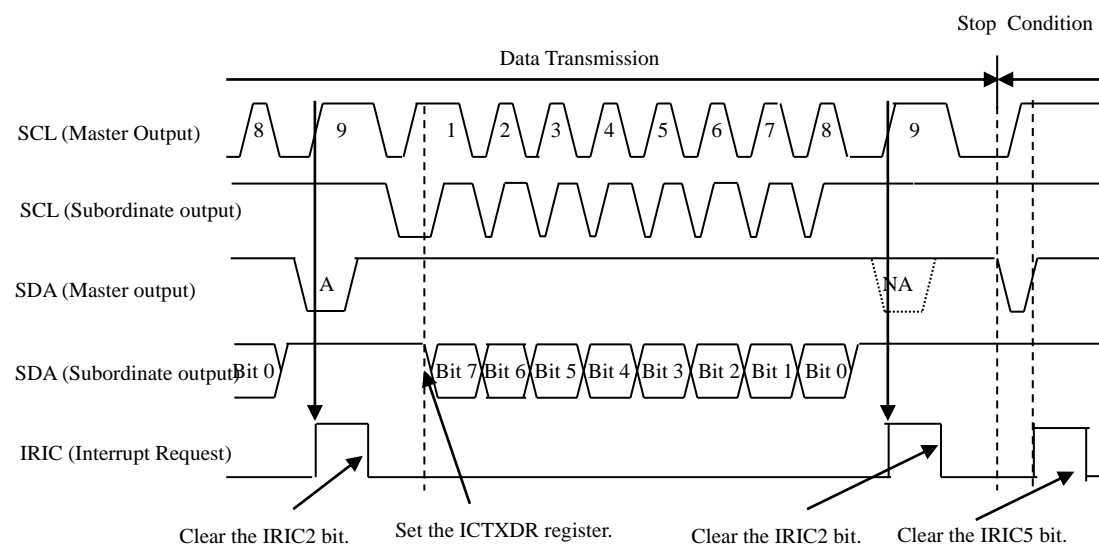 Stop Condition
Data Transmission
SCL (Master Output)
8 9 1 2 3 4 5 6 7 8 9
SCL (Subordinate output)
SDA (Master output)
A NA
SDA (Subordinate output)
Bit 0 Bit 7 Bit 6 Bit 5 Bit 4 Bit 3 Bit 2 Bit 1 Bit 0
IRIC (Interrupt Request)
Clear the IRIC2 bit. Set the ICTXDR register. Clear the IRIC2 bit. Clear the IRIC5 bit.